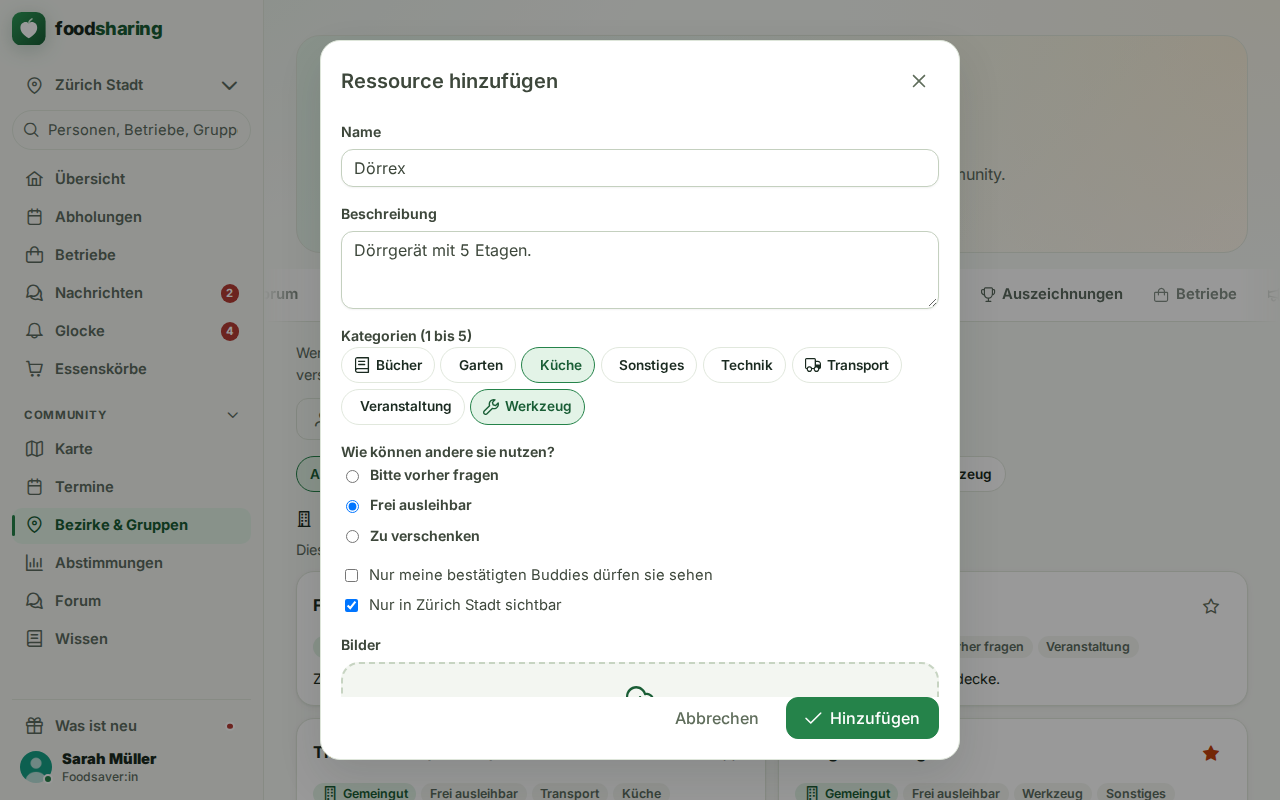 foodsharing
Zürich Stadt
Personen, Betriebe, Grupp
Übersicht
Abholungen
Betriebe
Nachrichten 2
Glocke 4
Essenskörbe
COMMUNITY
Karte
Termine
Bezirke & Gruppen
Abstimmungen
Forum
Wissen
Was ist neu
Sarah Müller
Foodsaver:in
Ressource hinzufügen
Name
Dörrex
Beschreibung
Dörrgerät mit 5 Etagen.
Kategorien (1 bis 5)
Bücher Garten Küche Sonstiges Technik Transport
Veranstaltung Werkzeug
Wie können andere sie nutzen?
Bitte vorher fragen
Frei ausleihbar
Zu verschenken
Nur meine bestätigten Buddies dürfen sie sehen
Nur in Zürich Stadt sichtbar
Bilder
Abbrechen Hinzufügen
Auszeichnungen Betriebe
Veranstaltung
Gemeingut Frei ausleihbar Transport Küche
Gemeingut Frei ausleihbar Werkzeug Sonstiges